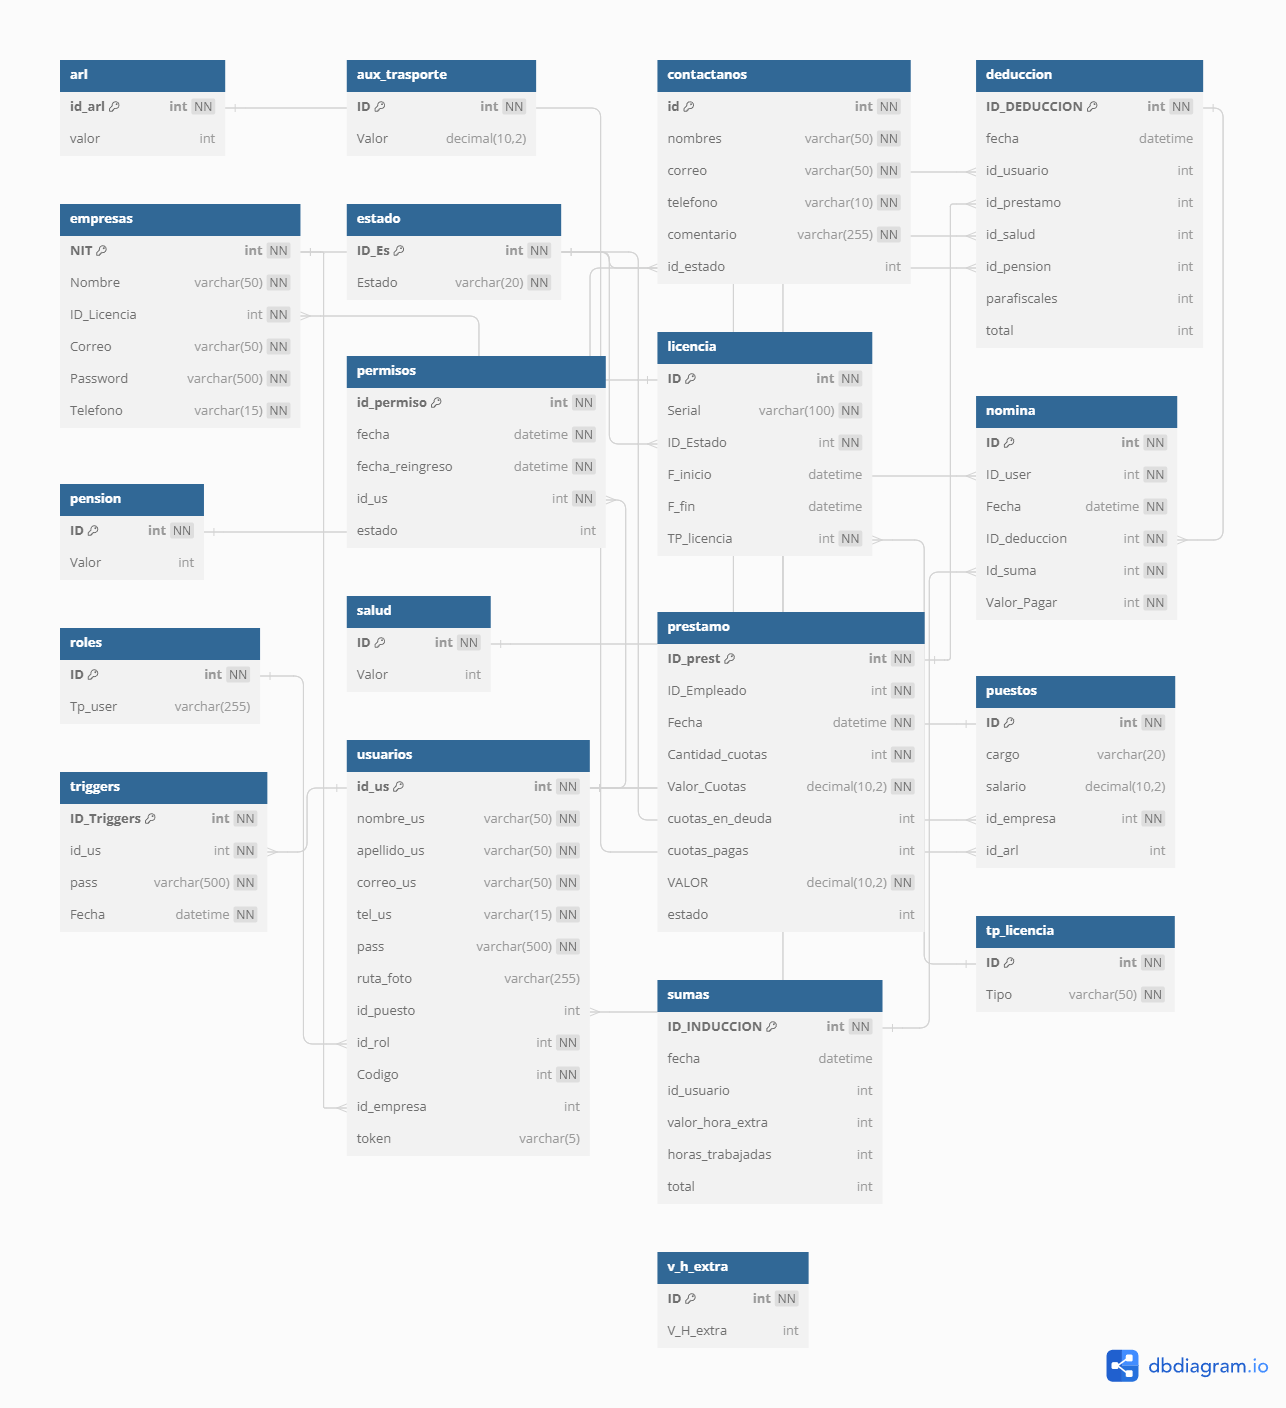 arl
id_arl int NN
valor int
aux_trasporte
ID int NN
Valor decimal(10,2)
contactanos
id int NN
nombres varchar(50) NN
correo varchar(50) NN
telefono varchar(10) NN
comentario varchar(255) NN
id_estado int
deduccion
ID_DEDUCCION int NN
fecha datetime
id_usuario int
id_prestamo int
id_salud int
id_pension int
parafiscales int
total int
empresas
NIT int NN
Nombre varchar(50) NN
ID_Licencia int NN
Correo varchar(50) NN
Password varchar(500) NN
Telefono varchar(15) NN
estado
ID_Es int NN
Estado varchar(20) NN
permisos
id_permiso int NN
fecha datetime NN
fecha_reingreso datetime NN
id_us int NN
estado int
licencia
ID int NN
Serial varchar(100) NN
ID_Estado int NN
F_inicio datetime
F_fin datetime
TP_licencia int NN
nomina
ID int NN
ID_user int NN
Fecha datetime NN
ID_deduccion int NN
Id_suma int NN
Valor_Pagar int NN
pension
ID int NN
Valor int
salud
ID int NN
Valor int
prestamo
ID_prest int NN
ID_Empleado int NN
Fecha datetime NN
Cantidad_cuotas int NN
Valor_Cuotas decimal(10,2) NN
cuotas_en_deuda int
cuotas_pagas int
VALOR decimal(10,2) NN
estado int
puestos
ID int NN
cargo varchar(20)
salario decimal(10,2)
id_empresa int NN
id_arl int
roles
ID int NN
Tp_user varchar(255)
triggers
ID_Triggers int NN
id_us int NN
pass varchar(500) NN
Fecha datetime NN
usuarios
id_us int NN
nombre_us varchar(50) NN
apellido_us varchar(50) NN
correo_us varchar(50) NN
tel_us varchar(15) NN
pass varchar(500) NN
ruta_foto varchar(255)
id_puesto int
id_rol int NN
Codigo int NN
id_empresa int
token varchar(5)
tp_licencia
ID int NN
Tipo varchar(50) NN
sumas
ID_INDUCCION int NN
fecha datetime
id_usuario int
valor_hora_extra int
horas_trabajadas int
total int
v_h_extra
ID int NN
V_H_extra int
dbdiagram.io